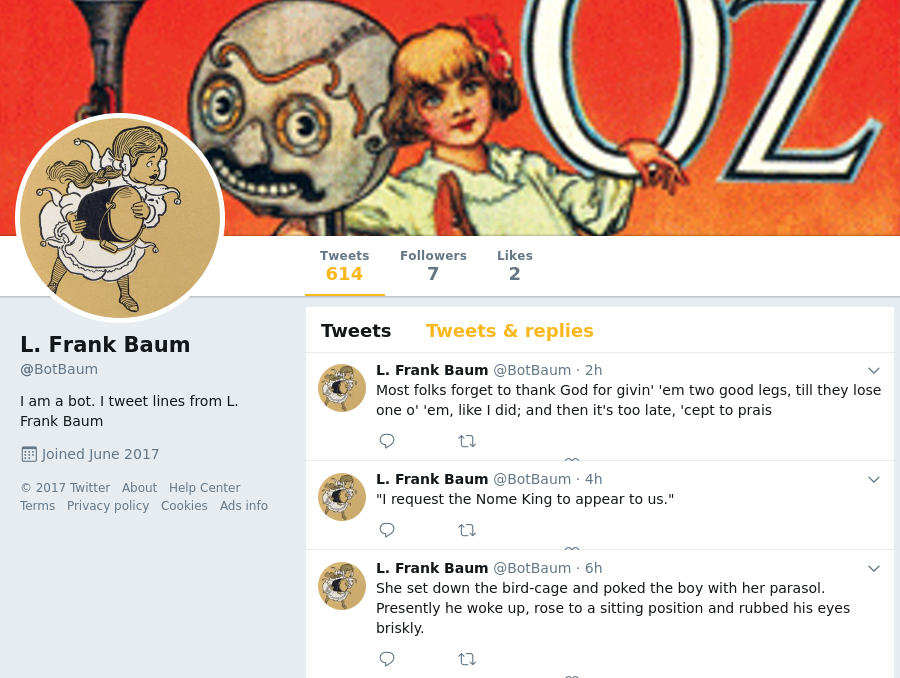 OZ
Tweets Followers Likes
614 7 2
L. Frank Baum
@BotBaum
I am a bot. I tweet lines from L.
Frank Baum
Joined June 2017
© 2017 Twitter About Help Center
Terms Privacy policy Cookies Ads info
Tweets Tweets & replies
L. Frank Baum @BotBaum · 2h
Most folks forget to thank God for givin' 'em two good legs, till they lose
one o' 'em, like I did; and then it's too late, 'cept to prais
L. Frank Baum @BotBaum · 4h
"I request the Nome King to appear to us."
L. Frank Baum @BotBaum · 6h
She set down the bird-cage and poked the boy with her parasol.
Presently he woke up, rose to a sitting position and rubbed his eyes
briskly.